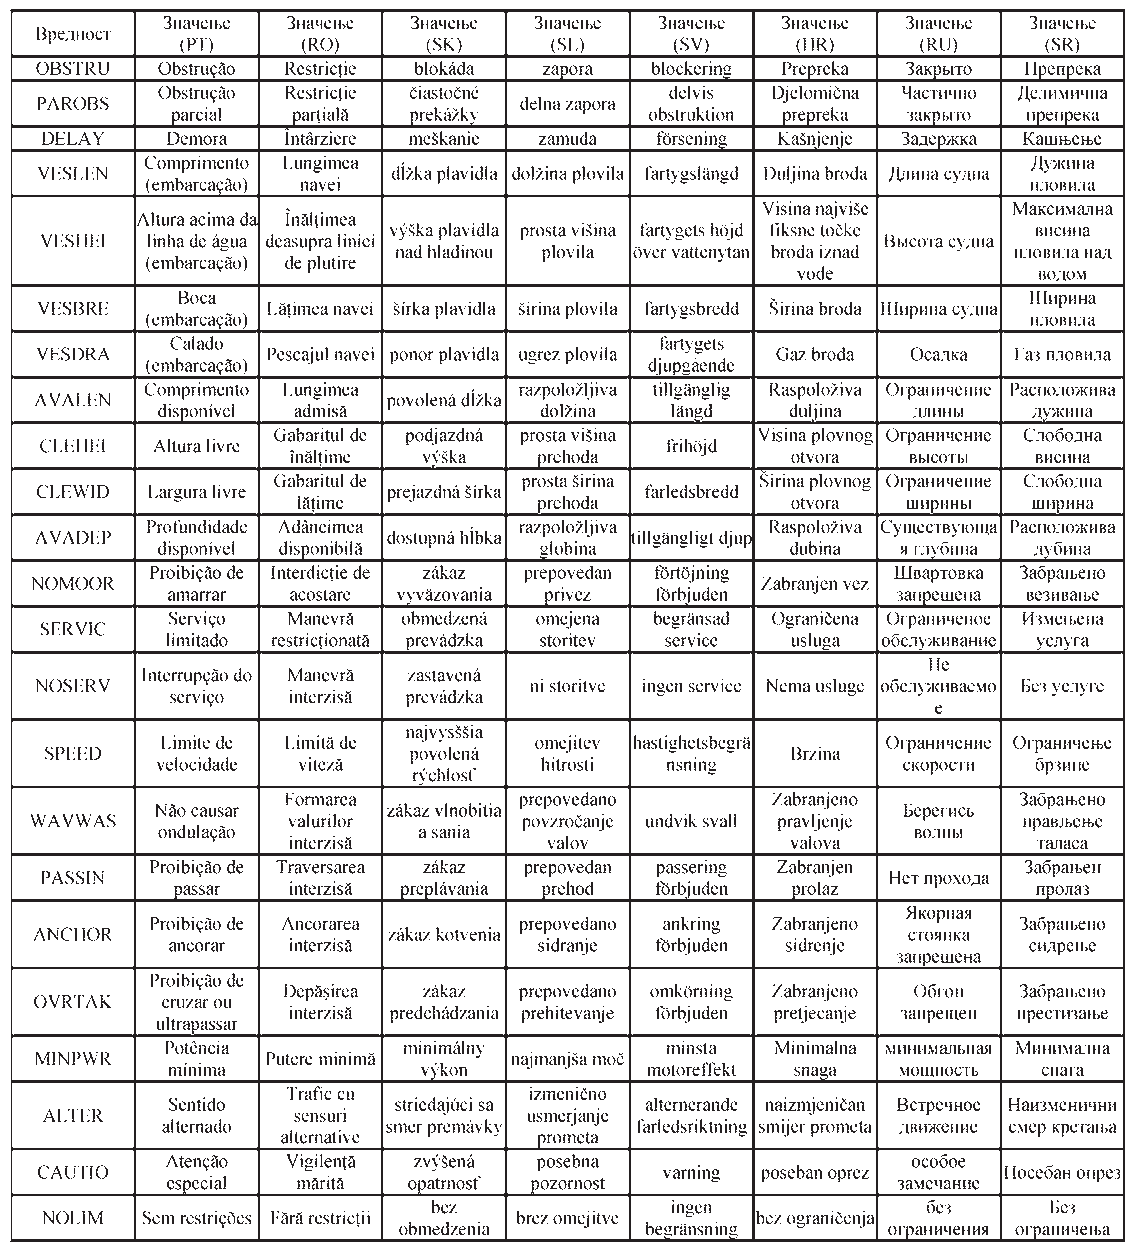 Вредност Значење (PT) Значење (RO) Значење (SK) Значење (SL) Значење (SV) Значење (HR) Значење (RU) Значење (SR)
OBSTRU Obstrução Restricție blokáda zapora blockering Prepreka Закрыто Препрека
PAROBS Obstrução parcial Restricție parțială čiastočné prekážky delna zapora delvis obstruktion Djelomična prepreka Частично закрыто Делимична препрека
DELAY Demora Întârziere meškanie zamuda försening Kašnjenje Задержка Кашњење
VESLEN Comprimento (embarcação) Lungimea navei dĺžka plavidla dolžina plovila fartygslängd Duljina broda Длина судна Дужина пловила
VESHEI Altura acima da linha de água (embarcação) Înălțimea deasupra liniei de plutire výška plavidla nad hladinou prosta višina plovila fartygets höjd över vattenytan Visina najviše fiksne točke broda iznad vode Высота судна Максимална висина пловила над водом
VESBRE Boca (embarcação) Lățimea navei šírka plavidla širina plovila fartygsbredd Širina broda Ширина судна Ширина пловила
VESDRA Calado (embarcação) Pescajul navei ponor plavidla ugrez plovila fartygets djupgående Gaz broda Осадка Газ пловила
AVALEN Comprimento disponível Lungimea admisă povolená dĺžka razpoložljiva dolžina tillgänglig längd Raspoloživa duljina Ограничение длины Расположива дужина
CLEHEI Altura livre Gabaritul de înălțime podjazdná výška prosta višina prehoda frihöjd Visina plovnog otvora Ограничение высоты Слободна висина
CLEWID Largura livre Gabaritul de lățime prejazdná šírka prosta širina prehoda farledsbredd Širina plovnog otvora Ограничение ширины Слободна ширина
AVADEP Profundidade disponível Adâncimea disponibilă dostupná hĺbka razpoložljiva globina tillgängligt djup Raspoloživa dubina Существующа я глубина Расположива дубина
NOMOOR Proibição de amarrar Interdicție de acostare zákaz vyväzovania prepovedan privez förtöjning förbjuden Zabranjen vez Швартовка запрещена Забрањено везивање
SERVIC Serviço limitado Manevră restricționată obmedzená prevádzka omejena storitev begränsad service Ograničena usluga Ограниченое обслуживание Измењена услуга
NOSERV Interrupção do serviço Manevră interzisă zastavená prevádzka ni storitve ingen service Nema usluge Не обслуживаемо е Без услуге
SPEED Limite de velocidade Limită de viteză najvysššia povolená rýchlosť omejitev hitrosti hastighetsbegrä nsning Brzina Ограничение скорости Ограничење брзине
WAVWAS Não causar ondulação Formarea valurilor interzisă zákaz vlnobitia a sania prepovedano povzročanje valov undvik svall Zabranjeno pravljenje valova Берегись волны Забрањено прављење таласа
PASSIN Proibição de passar Traversarea interzisă zákaz preplávania prepovedan prehod passering förbjuden Zabranjen prolaz Нет прохода Забрањен пролаз
ANCHOR Proibição de ancorar Ancorarea interzisă zákaz kotvenia prepovedano sidranje ankring förbjuden Zabranjeno sidrenje Якорная стоянка запрещена Забрањено сидрење
OVRTAK Proibição de cruzar ou ultrapassar Depășirea interzisă zákaz predchádzania prepovedano prehitevanje omkörning förbjuden Zabranjeno pretjecanje Обгон запрещен Забрањено престизање
MINPWR Potência mínima Putere minimă minimálny výkon najmanjša moč minsta motoreffekt Minimalna snaga минимальная мощность Минимална снага
ALTER Sentido alternado Trafic cu sensuri alternative striedajúci sa smer premávky izmenično usmerjanje prometa alternerande farledsriktning naizmjeničan smijer prometa Встречное движение Наизменични смер кретања
CAUTIO Atenção especial Vigilență mărită zvýšená opatrnosť posebna pozornost varning poseban oprez особое замечание Посебан опрез
NOLIM Sem restrições Fără restricții bez obmedzenia brez omejitve ingen begränsning bez ograničenja без ограничения Без ограничења